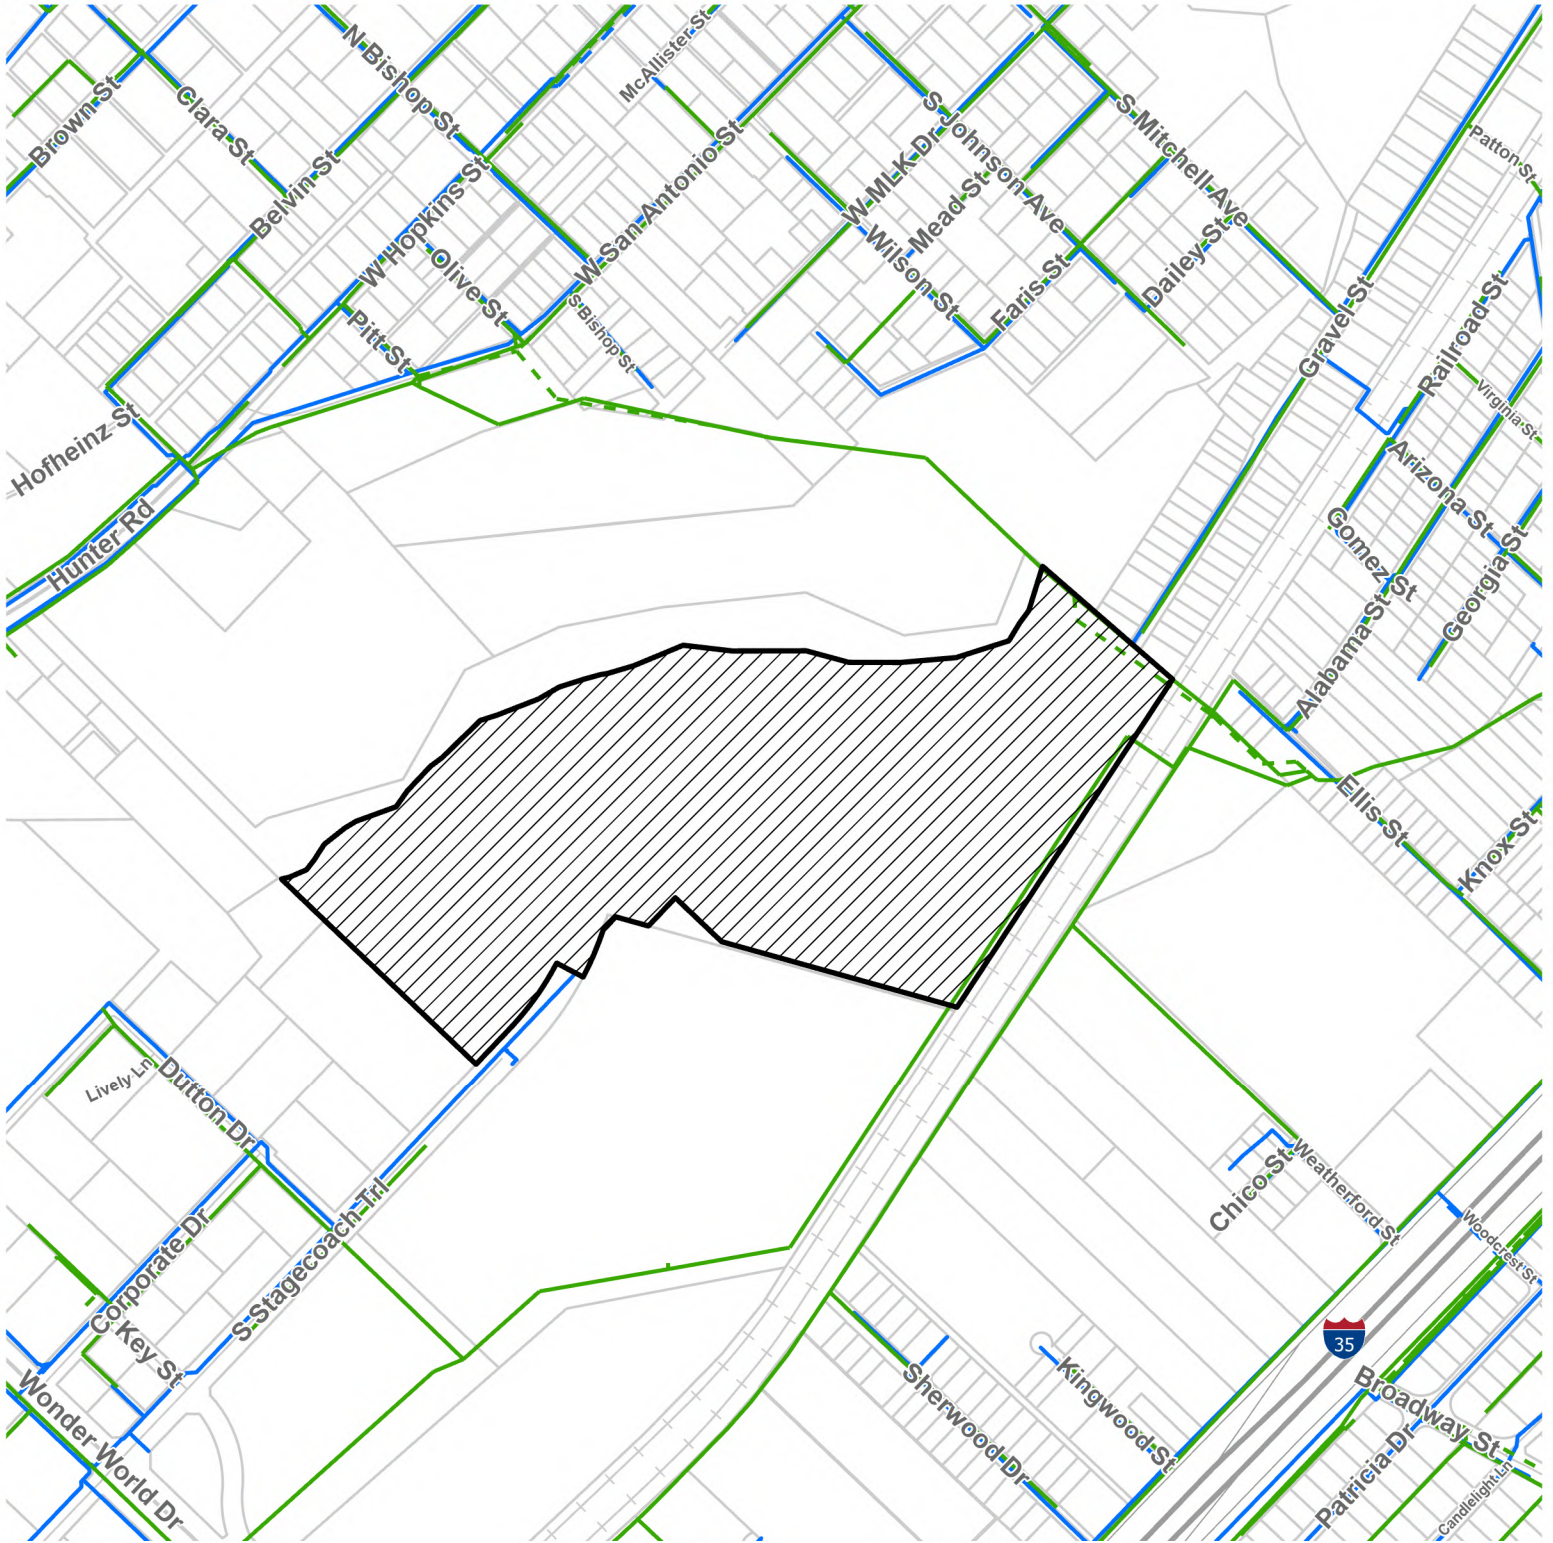 N Bishop St
McAllister St
Brown St
Clara St
S Johnson Ave
S Mitchell Ave
Patton St
Belvin St
W Hopkins St
W San Antonio St
W MLK Dr
Mead St
Wilson St
Olive St
Faris St
Dailey St
Gravel St
Railroad St
S Bishop St
Pitt St
Virginia St
Hofheinz St
Arizona St
Hunter Rd
Gomez St
Georgia St
Alabama St
Ellis St
Knox St
Lively Ln
Dutton Dr
Chico St
Weatherford St
Corporate Dr
S Stagecoach Trl
Woodcrest St
C Key St
35
Wonder World Dr
Sherwood Dr
Kingwood St
Broadway St
Patricia Dr
Candlelight Ln